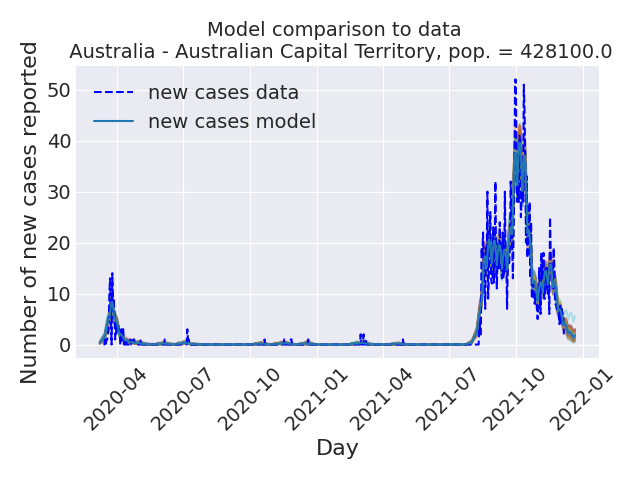 Model comparison to data
Australia - Australian Capital Territory, pop. = 428100.0
new cases data
new cases model
Number of new cases reported
50
40
30
20
10
0
2020-04
2020-07
2020-10
2021-01
2021-04
2021-07
2021-10
2022-01
Day